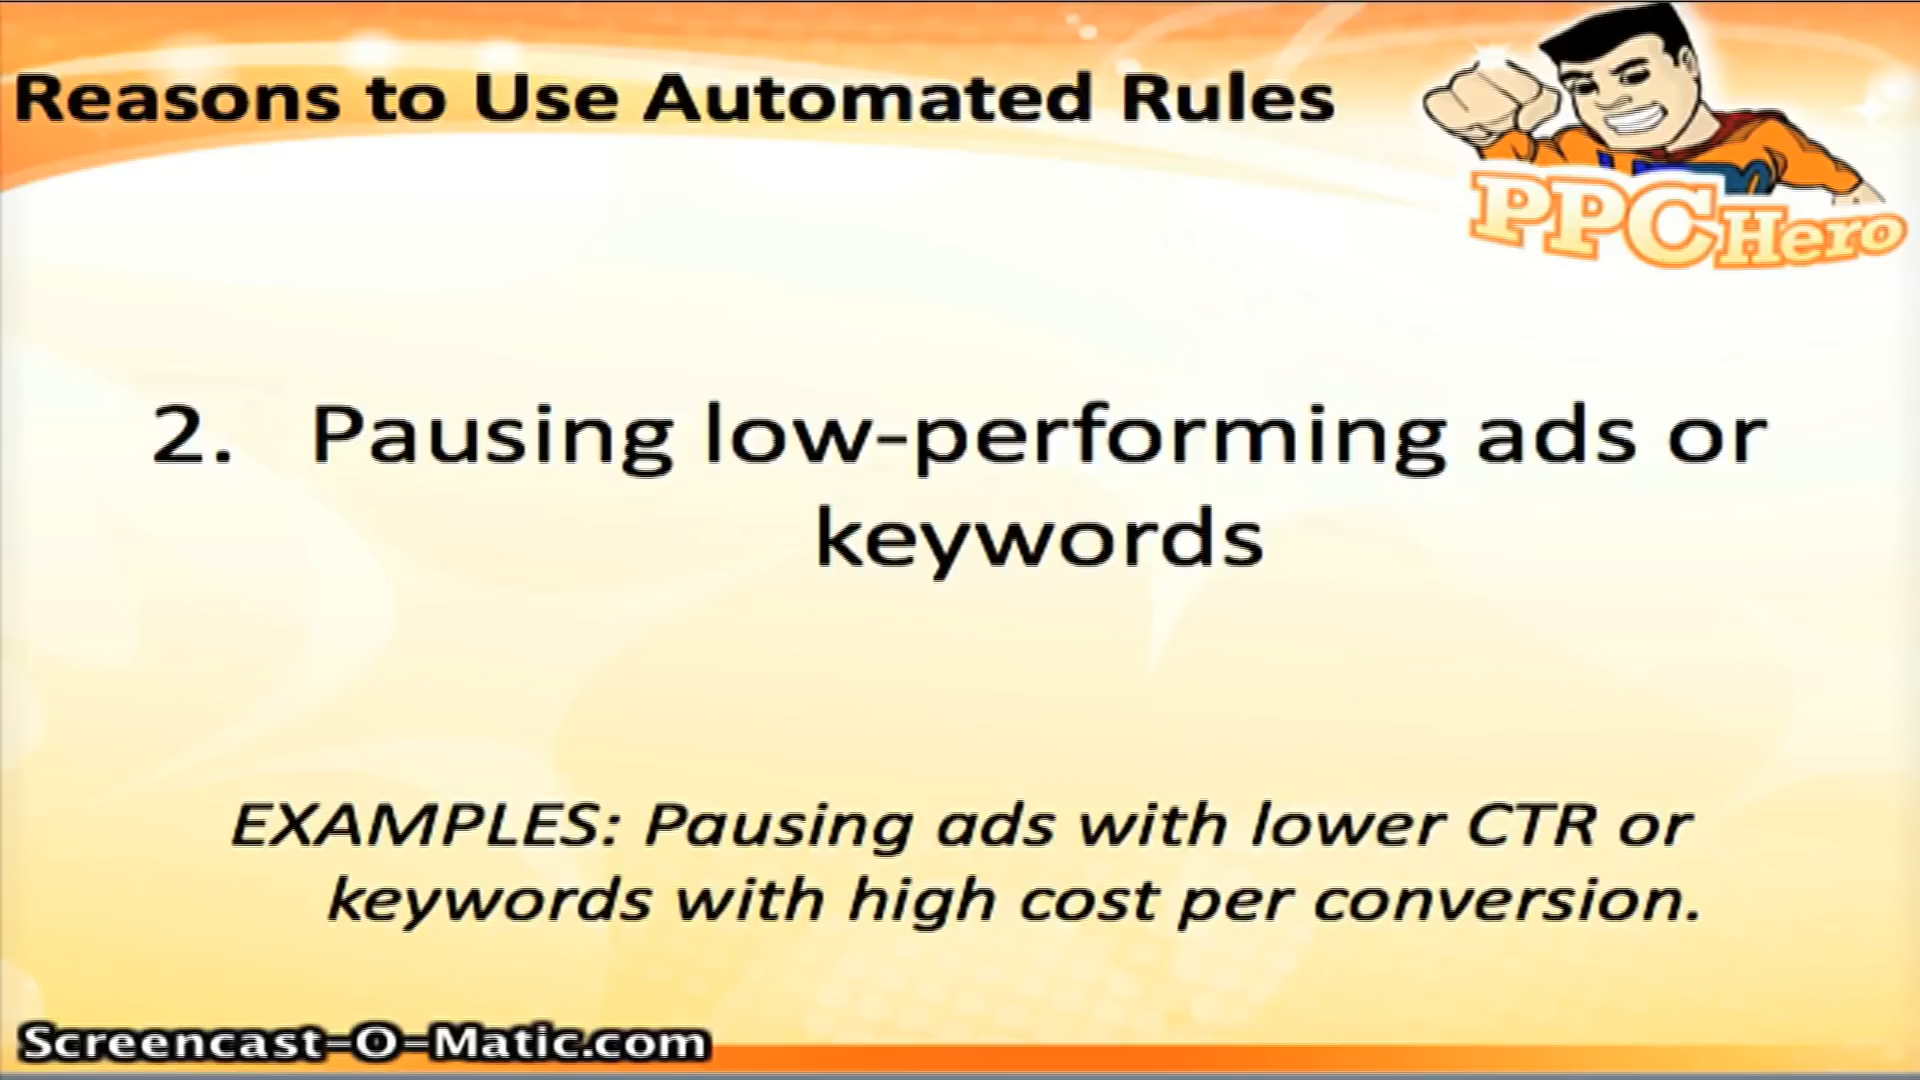 Reasons to Use Automated Rules
PPC Hero
2. Pausing low-performing ads or
keywords
EXAMPLES: Pausing ads with lower CTR or
keywords with high cost per conversion.
Screencast-O-Matic.com